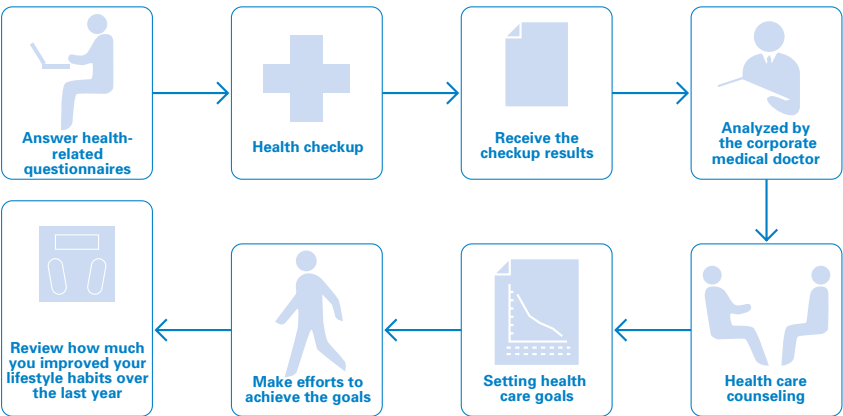 Answer health-
related
questionnaires
Health checkup
Receive the
checkup results
Analyzed by
the corporate
medical doctor
Health care
counseling
Setting health
care goals
Make efforts to
achieve the goals
Review how much
you improved your
lifestyle habits over
the last year